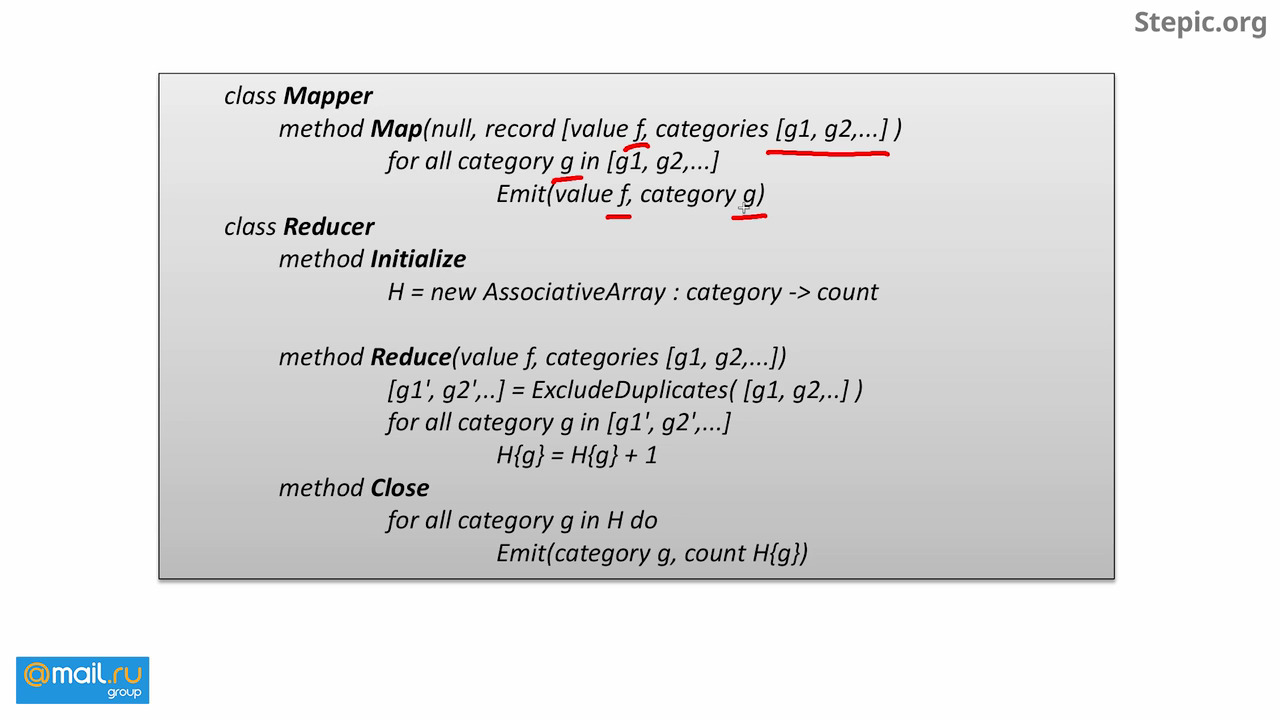 Stepic.org
class Mapper
method Map(null, record [value f, categories [g1, g2,...] )
for all category g in [g1, g2,...]
Emit(value f, category g)
class Reducer
method Initialize
H = new AssociativeArray : category -> count
method Reduce(value f, categories [g1, g2,...])
[g1', g2',..] = ExcludeDuplicates( [g1, g2,..] )
for all category g in [g1', g2',...]
H{g} = H{g} + 1
method Close
for all category g in H do
Emit(category g, count H{g})
@mail.ru
group